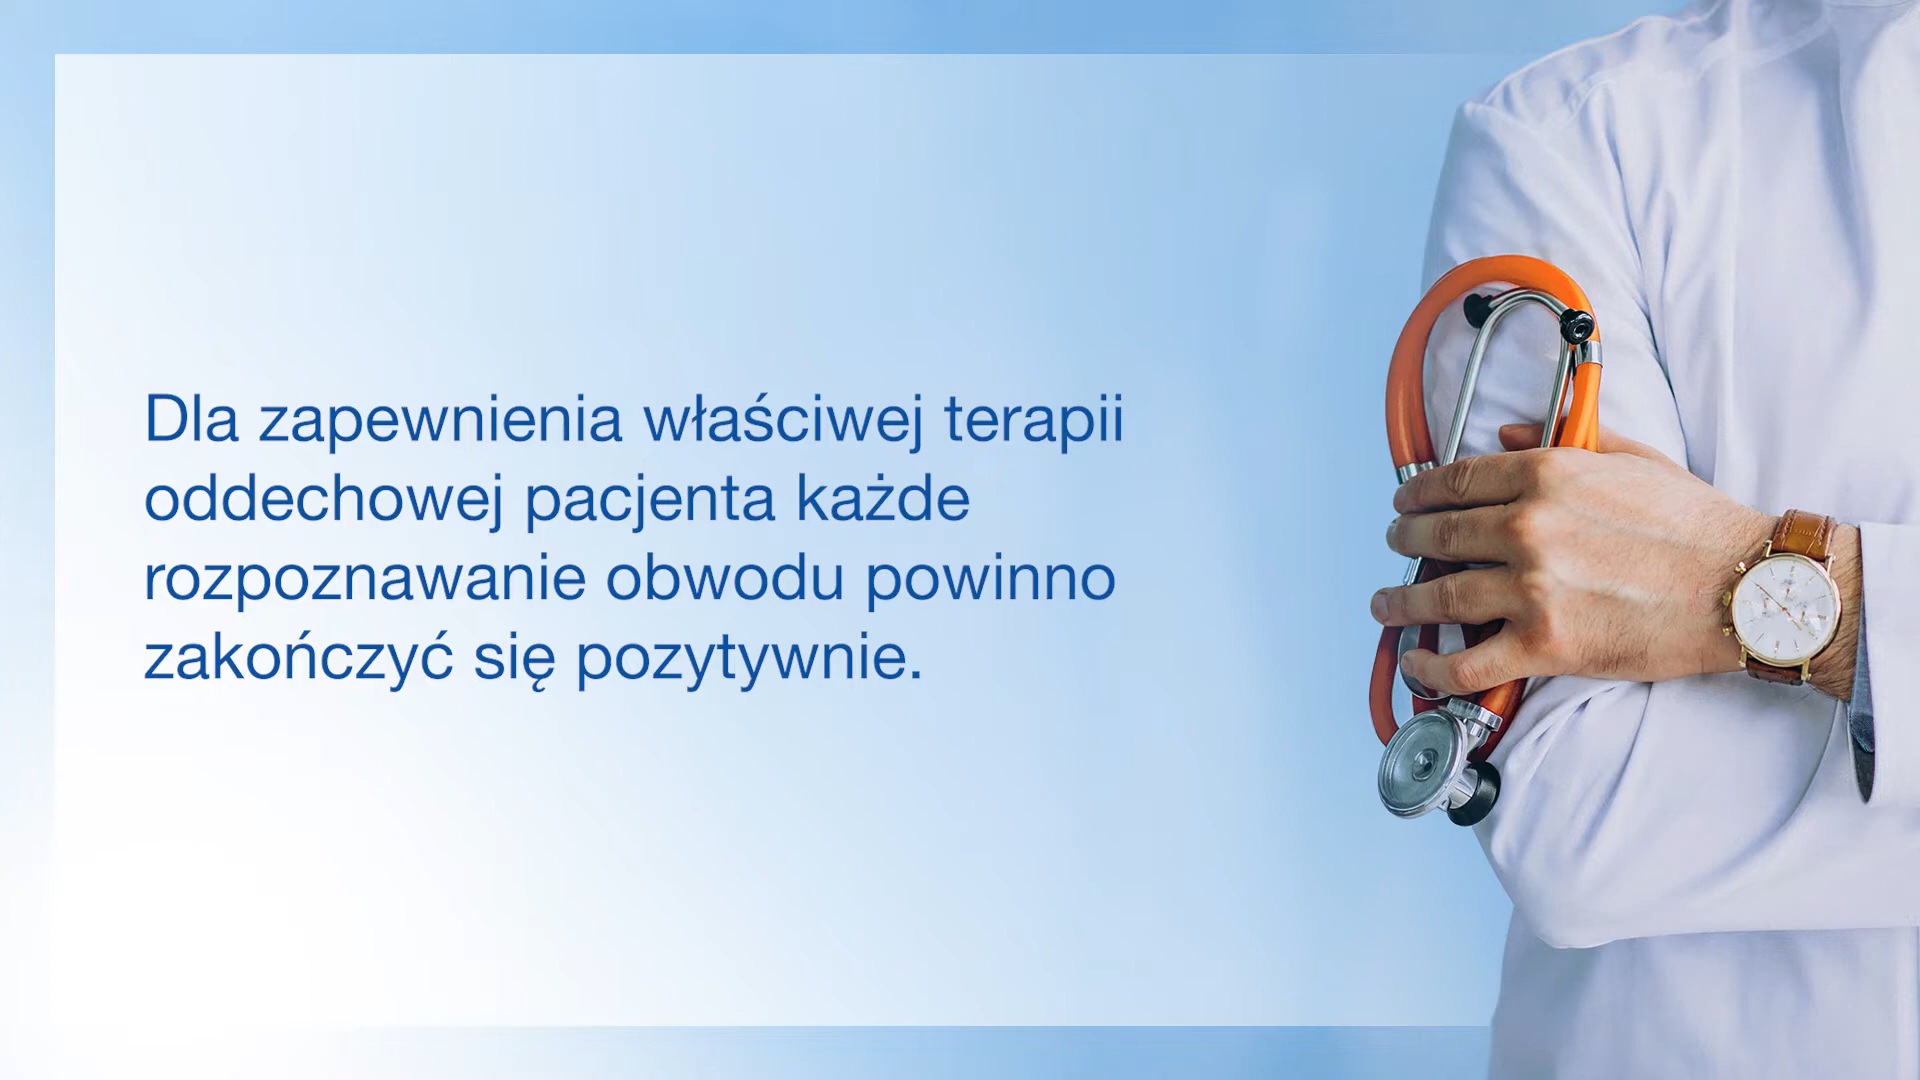 Dla zapewnienia właściwej terapii
oddechowej pacjenta każde
rozpoznawanie obwodu powinno
zakończyć się pozytywnie.